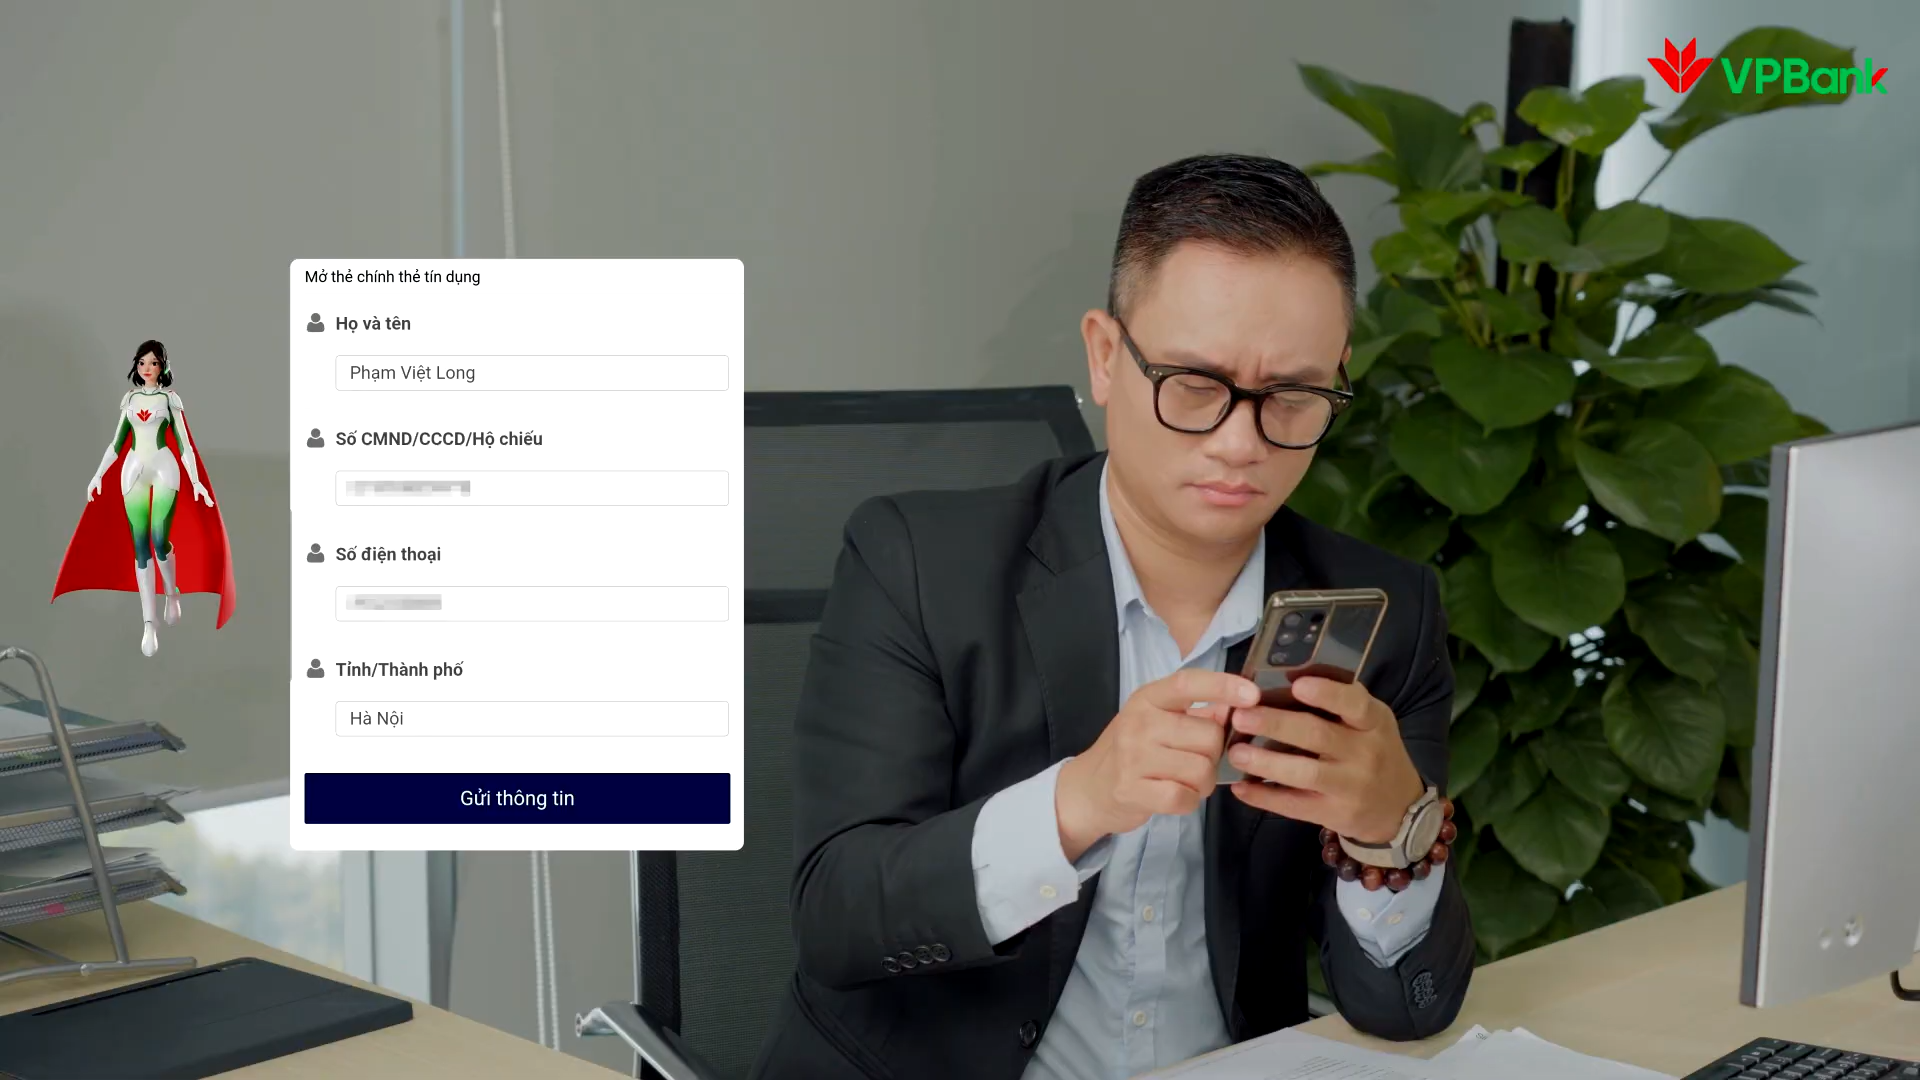 VPBank
Mở thẻ chính thẻ tín dụng
Họ và tên
Phạm Việt Long
Số CMND/CCCD/Hộ chiếu
Số điện thoại
Tỉnh/Thành phố
Hà Nội
Gửi thông tin